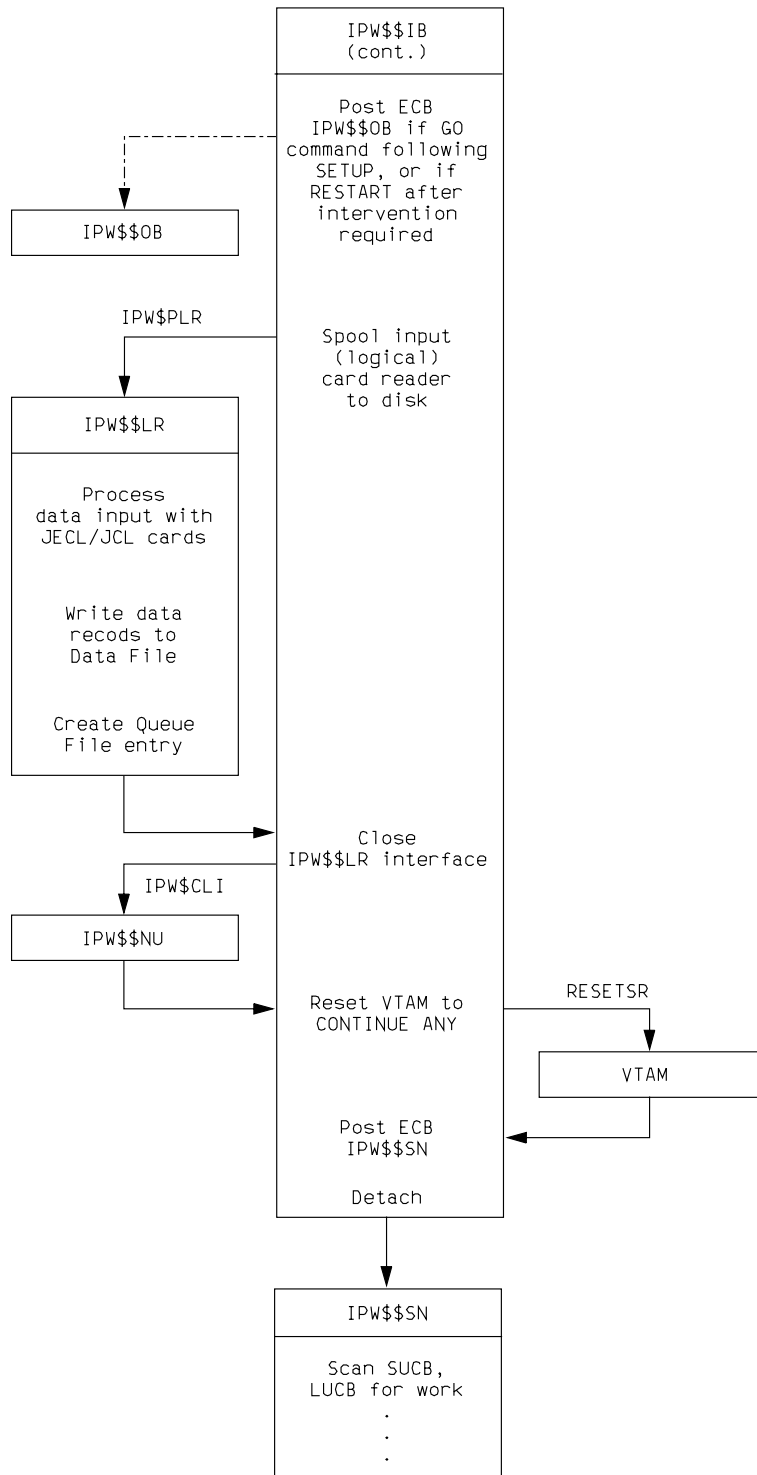 IPW$$IB
(cont.)
Post ECB
IPW$$OB if GO
command following
SETUP, or if
RESTART after
intervention
required
IPW$$OB
IPW$PLR
Spool input
(logical)
card reader
to disk
IPW$$LR
Process
data input with
JECL/JCL cards
Write data
recods to
Data File
Create Queue
File entry
Close
IPW$$LR interface
IPW$CLI
IPW$$NU
Reset VTAM to
CONTINUE ANY
RESETSR
VTAM
Post ECB
IPW$$SN
Detach
IPW$$SN
Scan SUCB,
LUCB for work
.
.
.